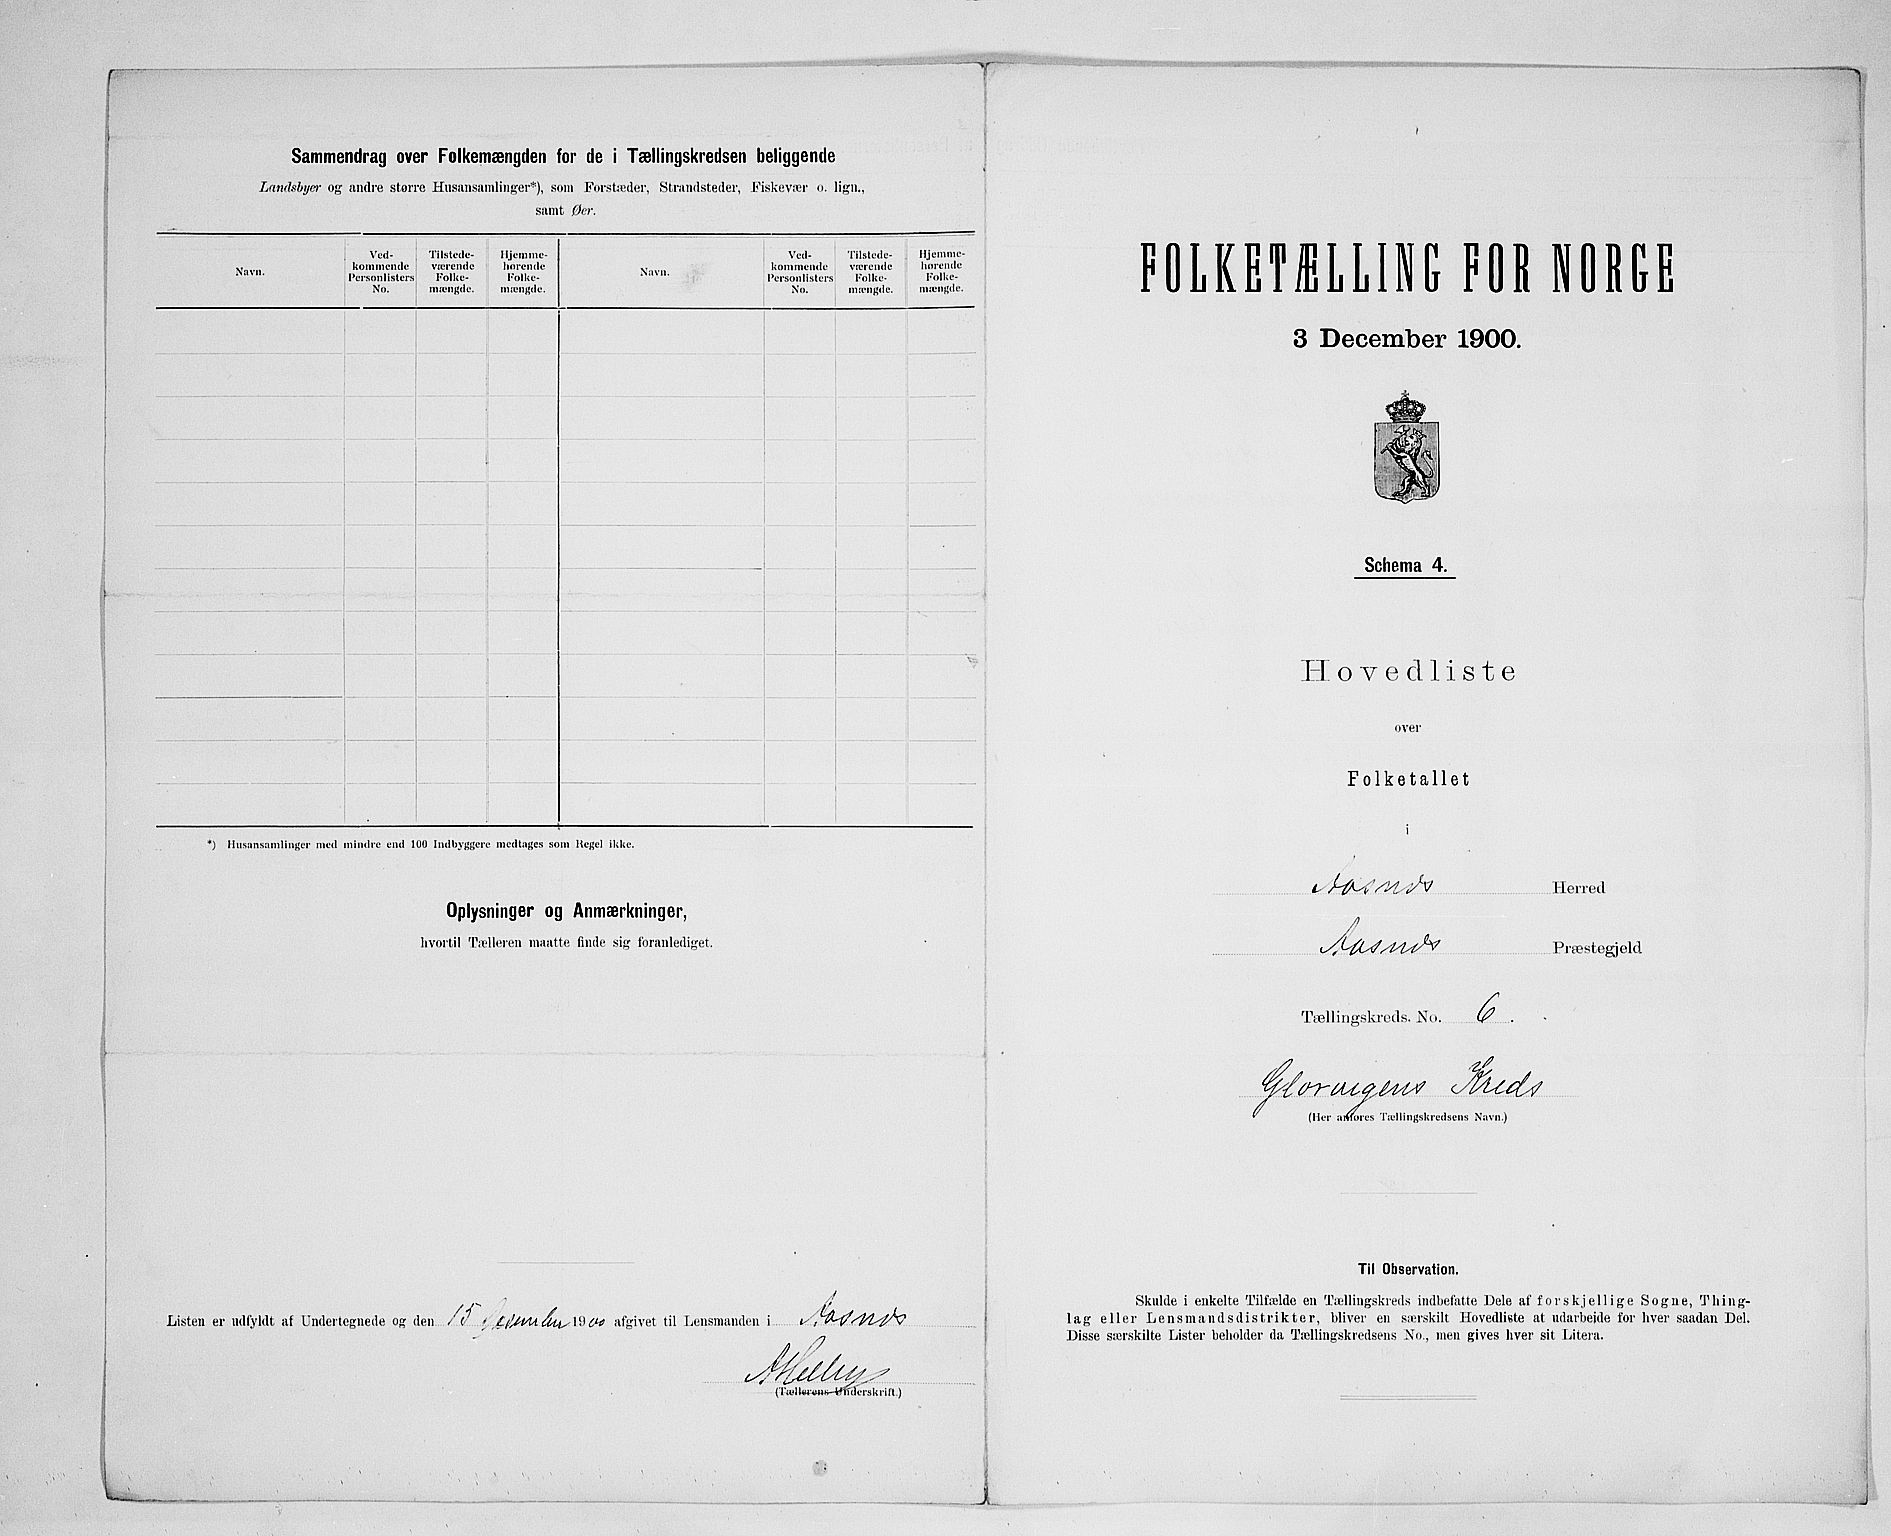 Sammendrag over Folkemængden for de i Tællingskredsen beliggende
Landsbyer og andre større Husansamlinger*), som Forstæder, Strandsteder, Fiskevær o. lign.,
samt Øer.
Navn.
Ved-
kommende
Personlisters
No.
Tilstede-
værende
Folke-
mængde.
Hjemme-
hørende
Folke-
mængde.
Navn.
Ved-
kommende
Personlisters
No.
Tilstede-
værende
Folke-
mængde.
Hjemme-
hørende
Folke-
mængde.
*) Husansamlinger med mindre end 100 Indbyggere medtages som Regel ikke.
Oplysninger og Anmærkninger,
hvortil Tælleren maatte finde sig foranlediget.
Listen er udfyldt af Undertegnede og den 15 Desember 1900 afgivet til Lensmanden i Aasnes
(Tællerens Underskrift.)
FOLKETÆLLING FOR NORGE
3 December 1900.
Schema 4.
Hovedliste
over
Folketallet
i
Aasnes Herred
Aasnes Præstegjeld
Tællingskreds. No. 6.
Glorvigens Kreds
(Her anføres Tællingskredsens Navn.)
Til Observation.
Skulde i enkelte Tilfælde en Tællingskreds indbefatte Dele af forskjellige Sogne, Thing-
lag eller Lensmandsdistrikter, bliver en særskilt Hovedliste at udarbejde for hver saadan Del.
Disse særskilte Lister beholder da Tællingskredsens No., men gives hver sit Litera.